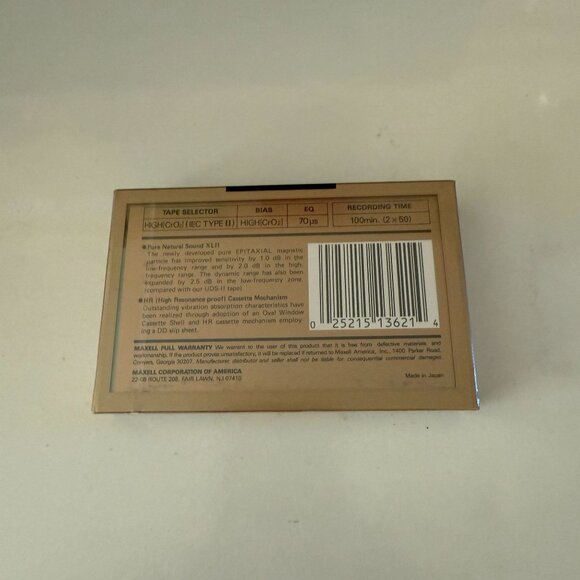 TAPE SELECTOR BIAS EQ RECORDING TIME
HIGH(CrO₂) (IEC TYPE II) HIGH(CrO₂) 70μs 100min. (2 x 50)
●Pure Natural Sound XLII
The newly developed pure EPITAXIAL magnetic
particle has improved sensitivity by 1.0 dB in the
low-frequency range and by 2.0 dB in the high-
frequency range. The dynamic range has also been
expanded by 2.5 dB in the low-frequency zone.
(compared with our UDS-II tape)
●HR (High Resonance proof) Cassette Mechanism
Outstanding vibration absorption characteristics have
been realized through adoption of an Oval Window
Cassette Shell and HR cassette mechanism employ-
ing a DD slip sheet.
0 25215 13621 4
MAXELL FULL WARRANTY We warrant to the user of this product that it is free from defective materials, and
workmanship. If the product proves unsatisfactory, it will be replaced if returned to Maxell America, Inc., 1400 Parker Road,
Conyers, Georgia 30207. Manufacturer, distributor and seller shall not be liable for consequential commercial damages.
MAXELL CORPORATION OF AMERICA
22-08 ROUTE 208, FAIR LAWN, NJ 07410
Made in Japan